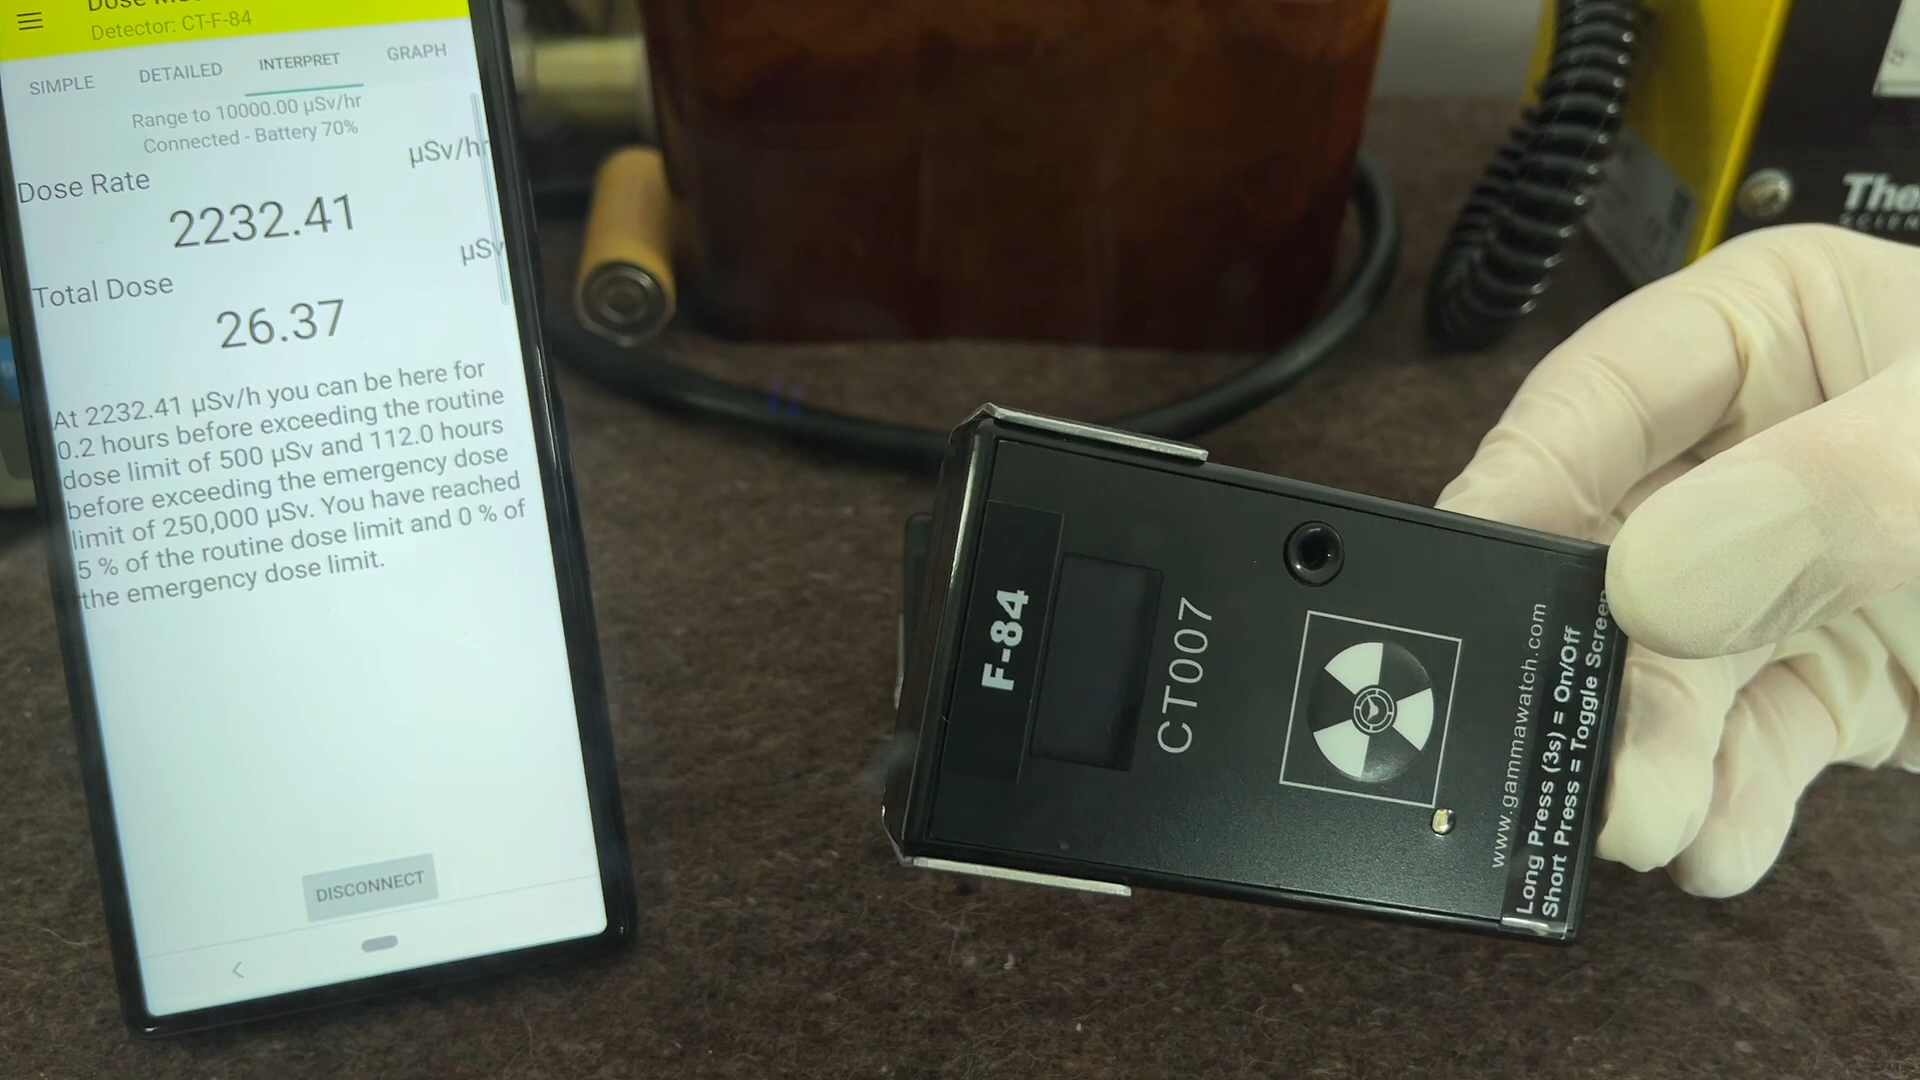 Detector: CT-F-84
SIMPLE DETAILED INTERPRET GRAPH
Range to 10000.00 µSv/hr
Connected - Battery 70%
µSv/hr
Dose Rate
2232.41
µSv
Total Dose
26.37
At 2232.41 µSv/h you can be here for
0.2 hours before exceeding the routine
dose limit of 500 µSv and 112.0 hours
before exceeding the emergency dose
limit of 250,000 µSv. You have reached
5 % of the routine dose limit and 0 % of
the emergency dose limit.
DISCONNECT
F-84
CT007
www.gammawatch.com
Long Press (3s) = On/Off
Short Press = Toggle Screen